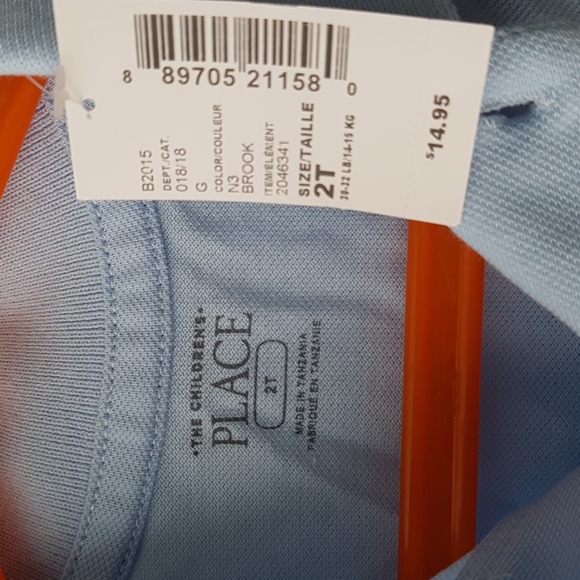 8 89705 21158 0
B2015
DEPT./CAT.
018/18
G
COLOR/COULEUR
N3
BROOK
ITEM/ÉLÉMENT
2046341
SIZE/TAILLE
2T
30-32 LB/14-15 KG
$14.95
•THE CHILDREN'S•
PLACE
2T
MADE IN TANZANIA
FABRIQUÉ EN TANZANIE